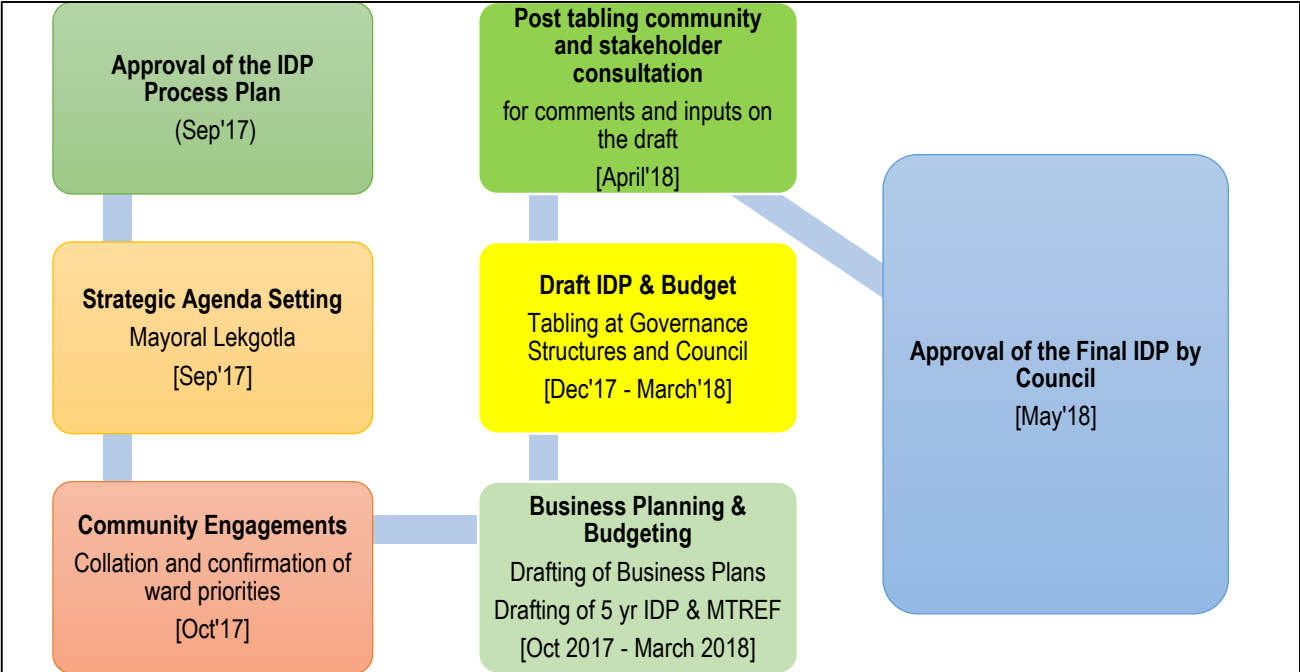 Approval of the IDP
Process Plan
(Sep'17)
Strategic Agenda Setting
Mayoral Lekgotla
[Sep'17]
Community Engagements
Collation and confirmation of
ward priorities
[Oct'17]
Business Planning &
Budgeting
Drafting of Business Plans
Drafting of 5 yr IDP & MTREF
[Oct 2017 - March 2018]
Draft IDP & Budget
Tabling at Governance
Structures and Council
[Dec'17 - March'18]
Post tabling community
and stakeholder
consultation
for comments and inputs on
the draft
[April'18]
Approval of the Final IDP by
Council
[May'18]